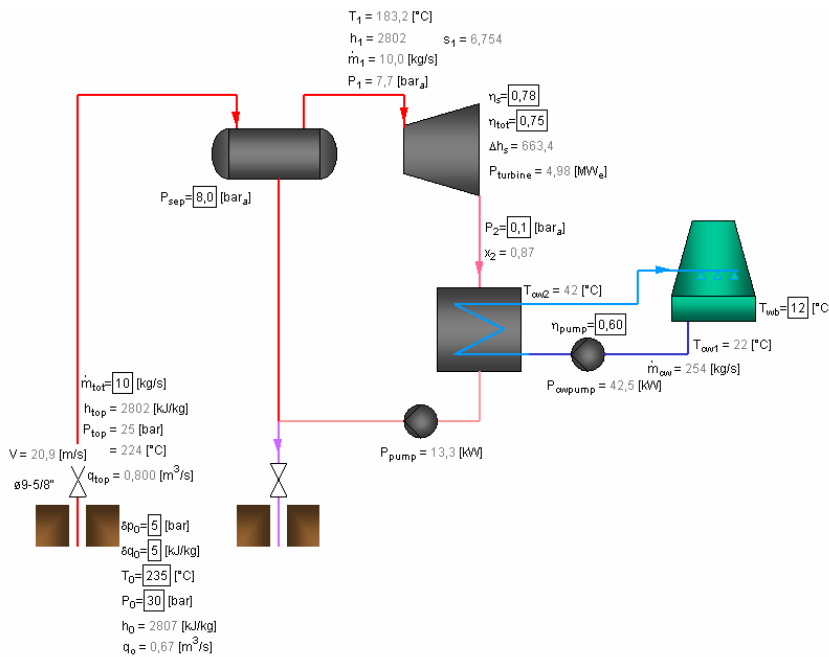 T₁ = 183,2 [°C]
h₁ = 2802 s₁ = 6,754
ṁ₁ = 10,0 [kg/s]
P₁ = 7,7 [barₐ]
ηₛ= 0,78
ηtot= 0,75
Δhₛ = 663,4
Pturbine = 4,98 [MWₑ]
Psep= 8,0 [barₐ]
P₂= 0,1 [barₐ]
x₂ = 0,87
Tcw2 = 42 [°C]
Twb= 12 [°C
ηpump= 0,60
Tcw1 = 22 [°C]
ṁcw = 254 [kg/s]
Pcwpump = 42,5 [kW]
ṁtot= 10 [kg/s]
htop = 2802 [kJ/kg]
Ptop = 25 [bar]
V = 20,9 [m/s] = 224 [°C]
qtop = 0,800 [m³/s]
ø9-5/8"
Ppump = 13,3 [kW]
δp₀= 5 [bar]
δq₀= 5 [kJ/kg]
T₀= 235 [°C]
P₀= 30 [bar]
h₀ = 2807 [kJ/kg]
qₒ = 0,67 [m³/s]